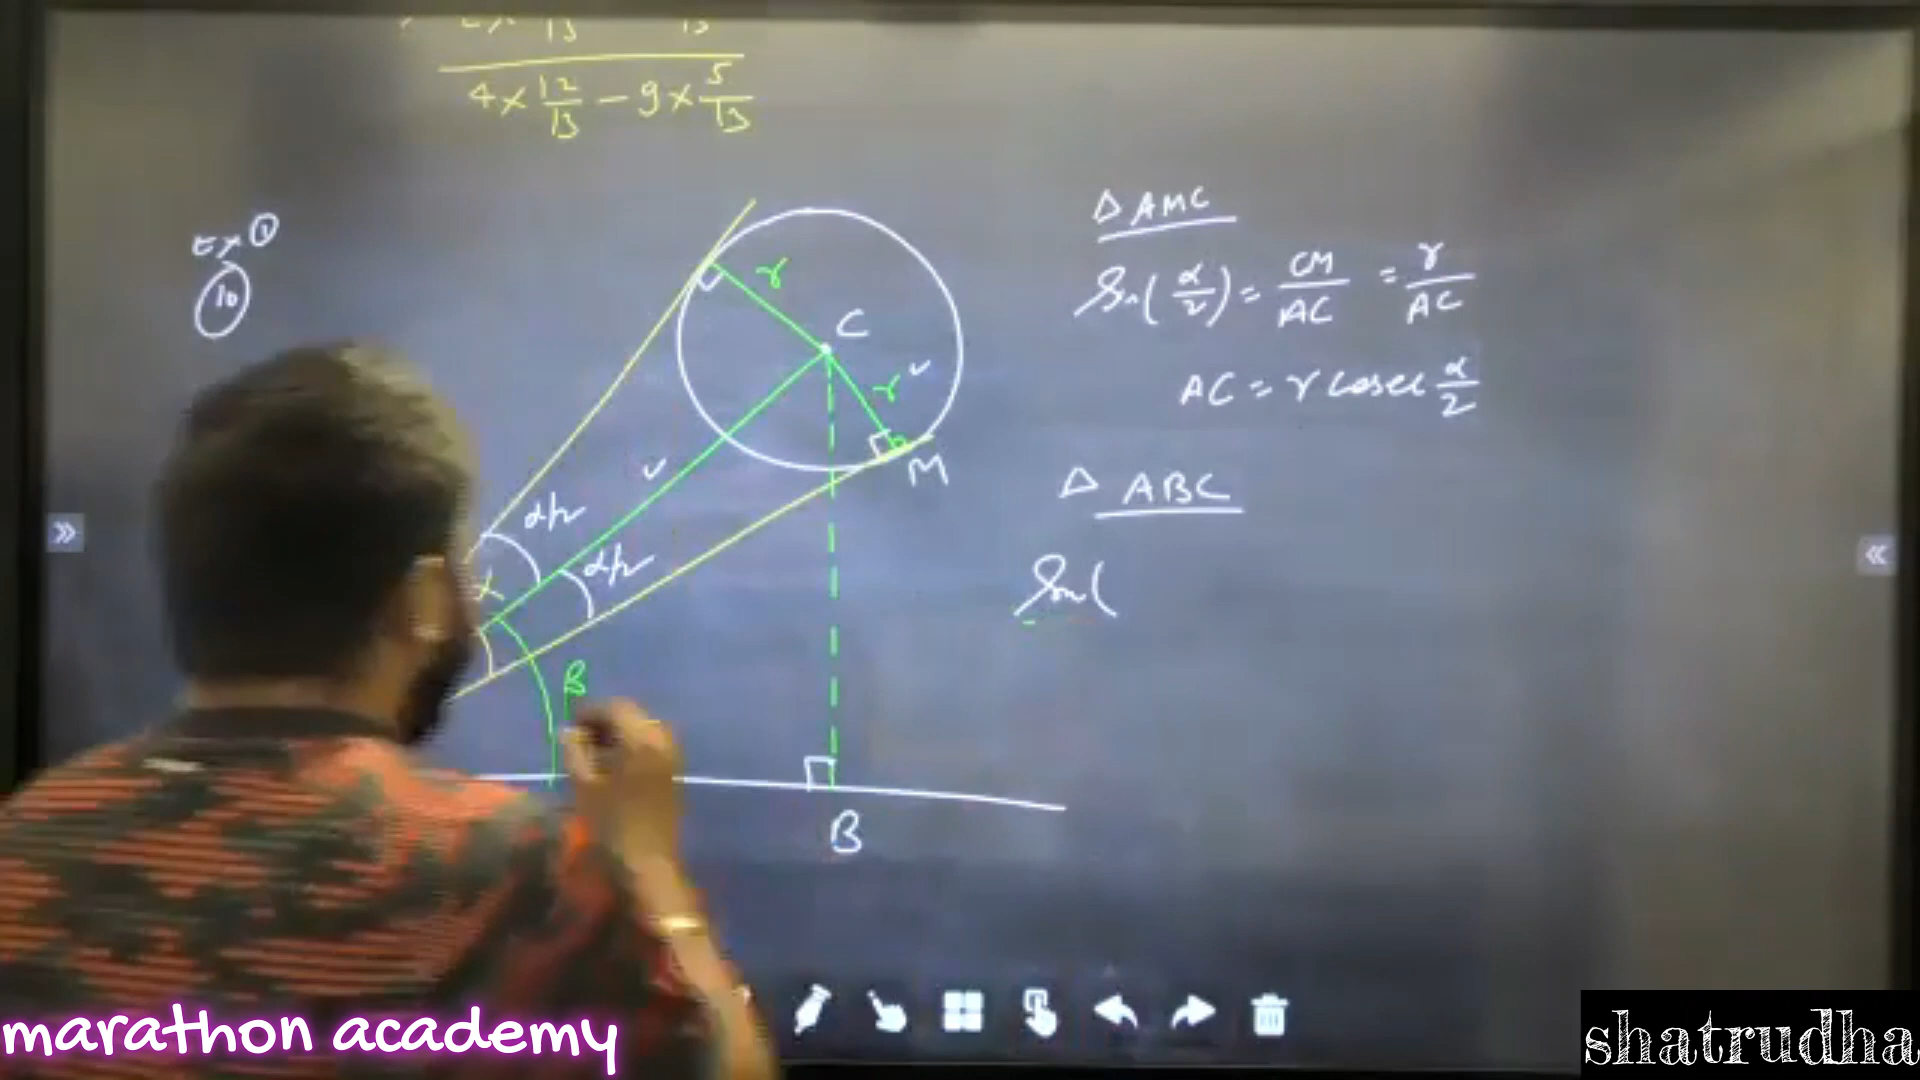 4 × 12/13 − 9 × 5/13
Ex ①
10
△ AMC
Sin(α/2) = CM/AC = r/AC
AC = r cosec α/2
△ ABC
Sin(
r
C
r
M
α/2
α/2
α
β
B
marathon academy
shatrudha